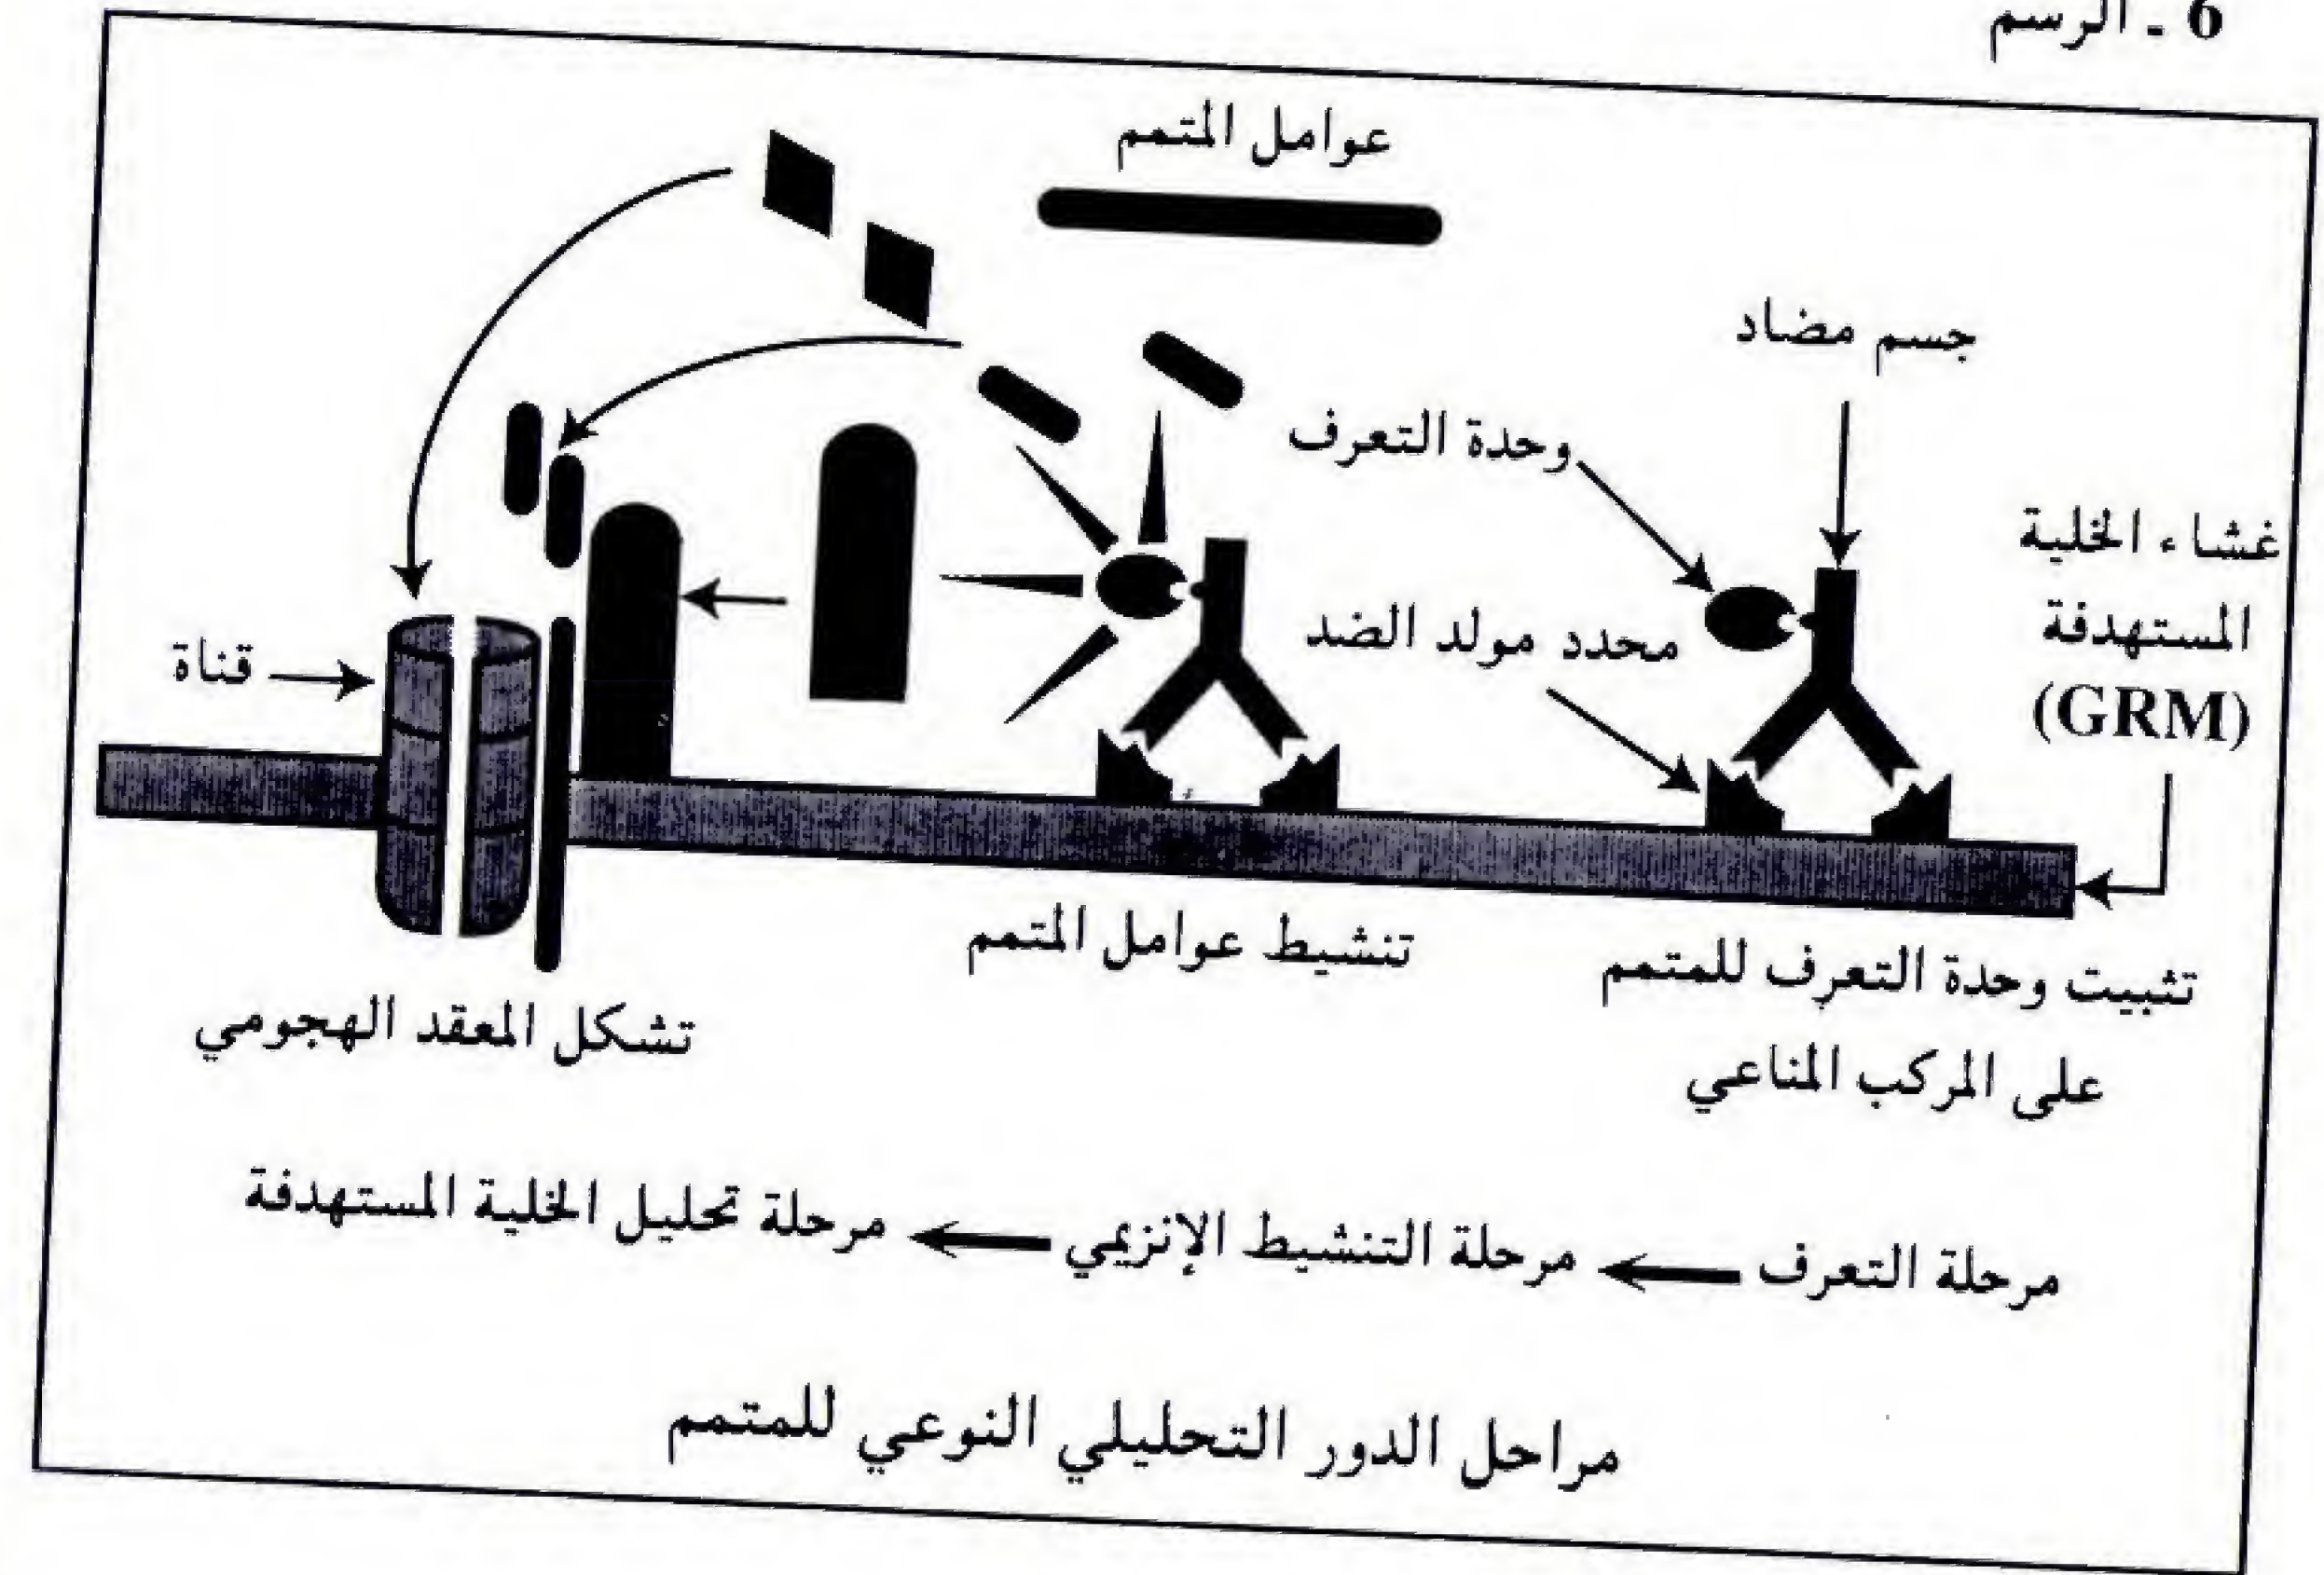 6 ـ الرسم
عوامل المتمم
جسم مضاد
وحدة التعرف
غشاء الخلية
المستهدفة
(GRM)
محدد مولد الضد
قناة
تثبيت وحدة التعرف للمتمم
على المركب المناعي
تنشيط عوامل المتمم
تشكل المعقد الهجومي
مرحلة التعرف ← مرحلة التنشيط الإنزيمي ← مرحلة تحليل الخلية المستهدفة
مراحل الدور التحليلي النوعي للمتمم